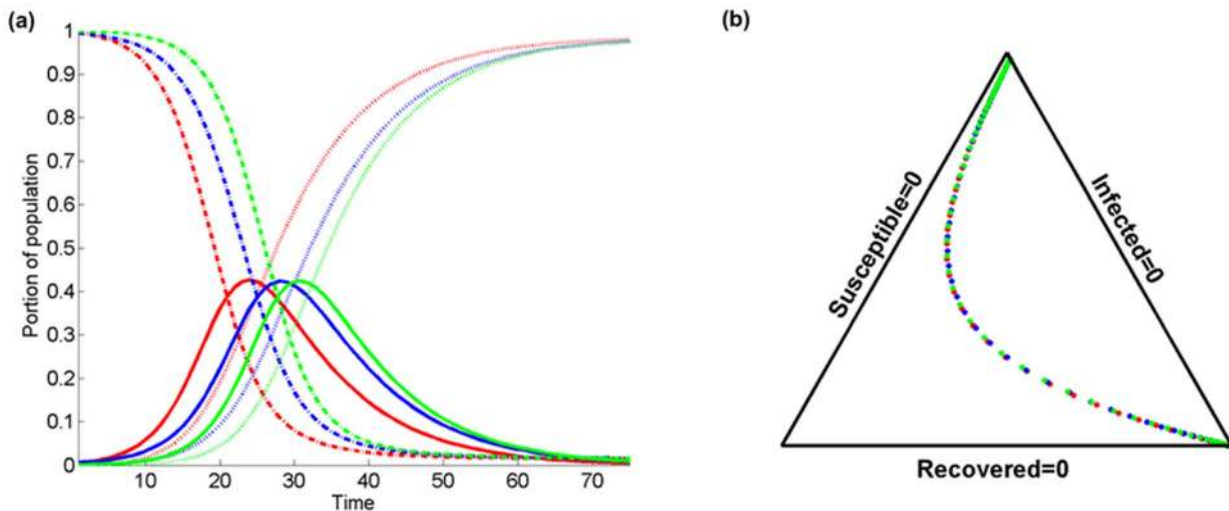 (a)
1
0.9
0.8
0.7
0.6
0.5
0.4
0.3
0.2
0.1
0
Portion of population
10 20 30 40 50 60 70
Time
(b)
Susceptible=0
Infected=0
Recovered=0